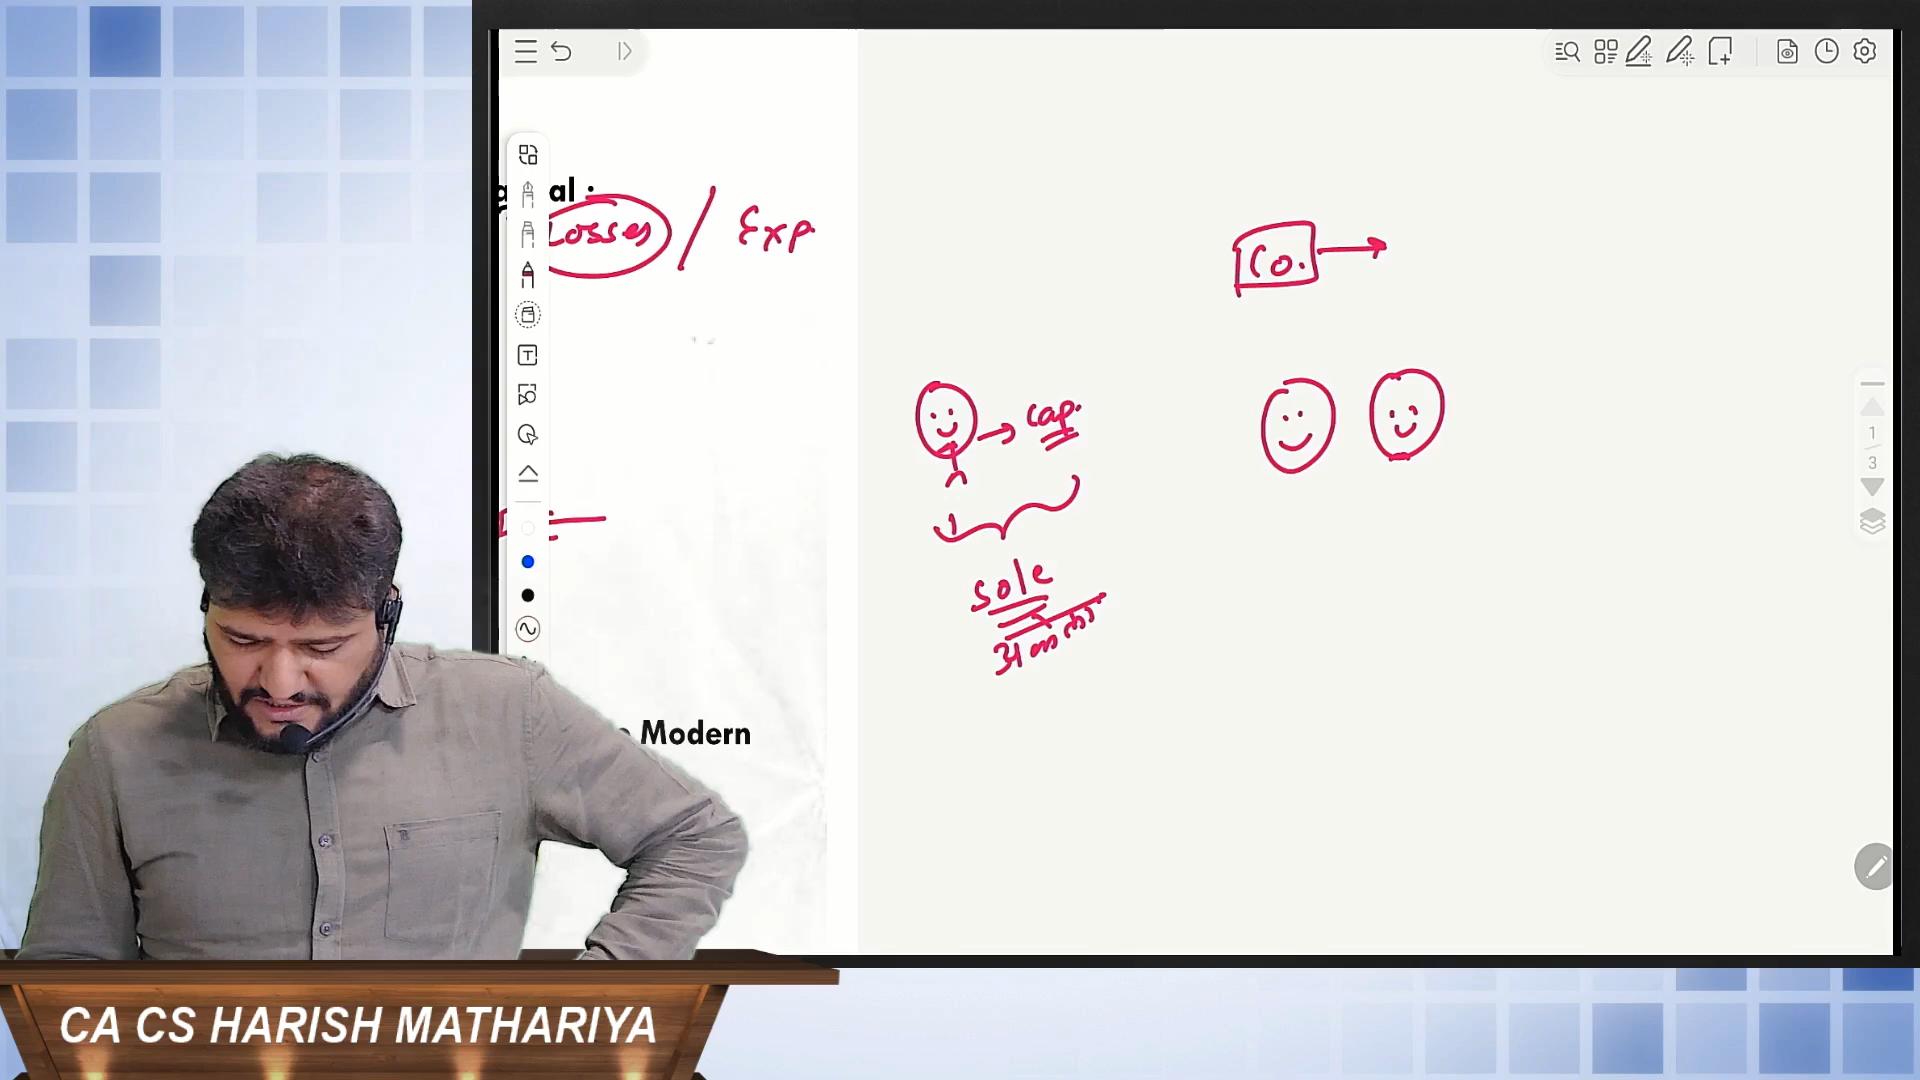 al :
Losses / Exp.
Co.
cap.
sole
अकेला
Modern
1
3
CA CS HARISH MATHARIYA